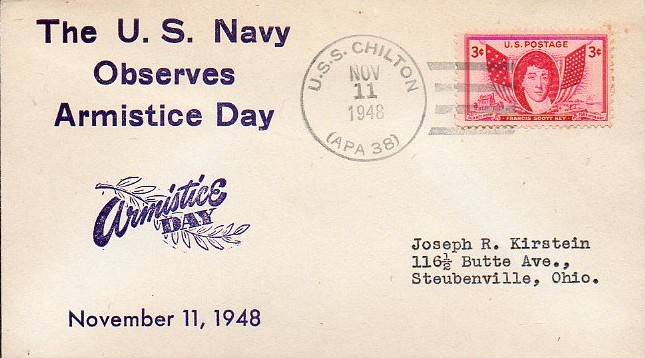 The U. S. Navy
Observes
Armistice Day
U.S.S. CHILTON
NOV
11
1948
(APA 38)
3¢ U.S. POSTAGE 3¢
FRANCIS SCOTT KEY
Armistice
DAY
Joseph R. Kirstein
116½ Butte Ave.,
Steubenville, Ohio.
November 11, 1948